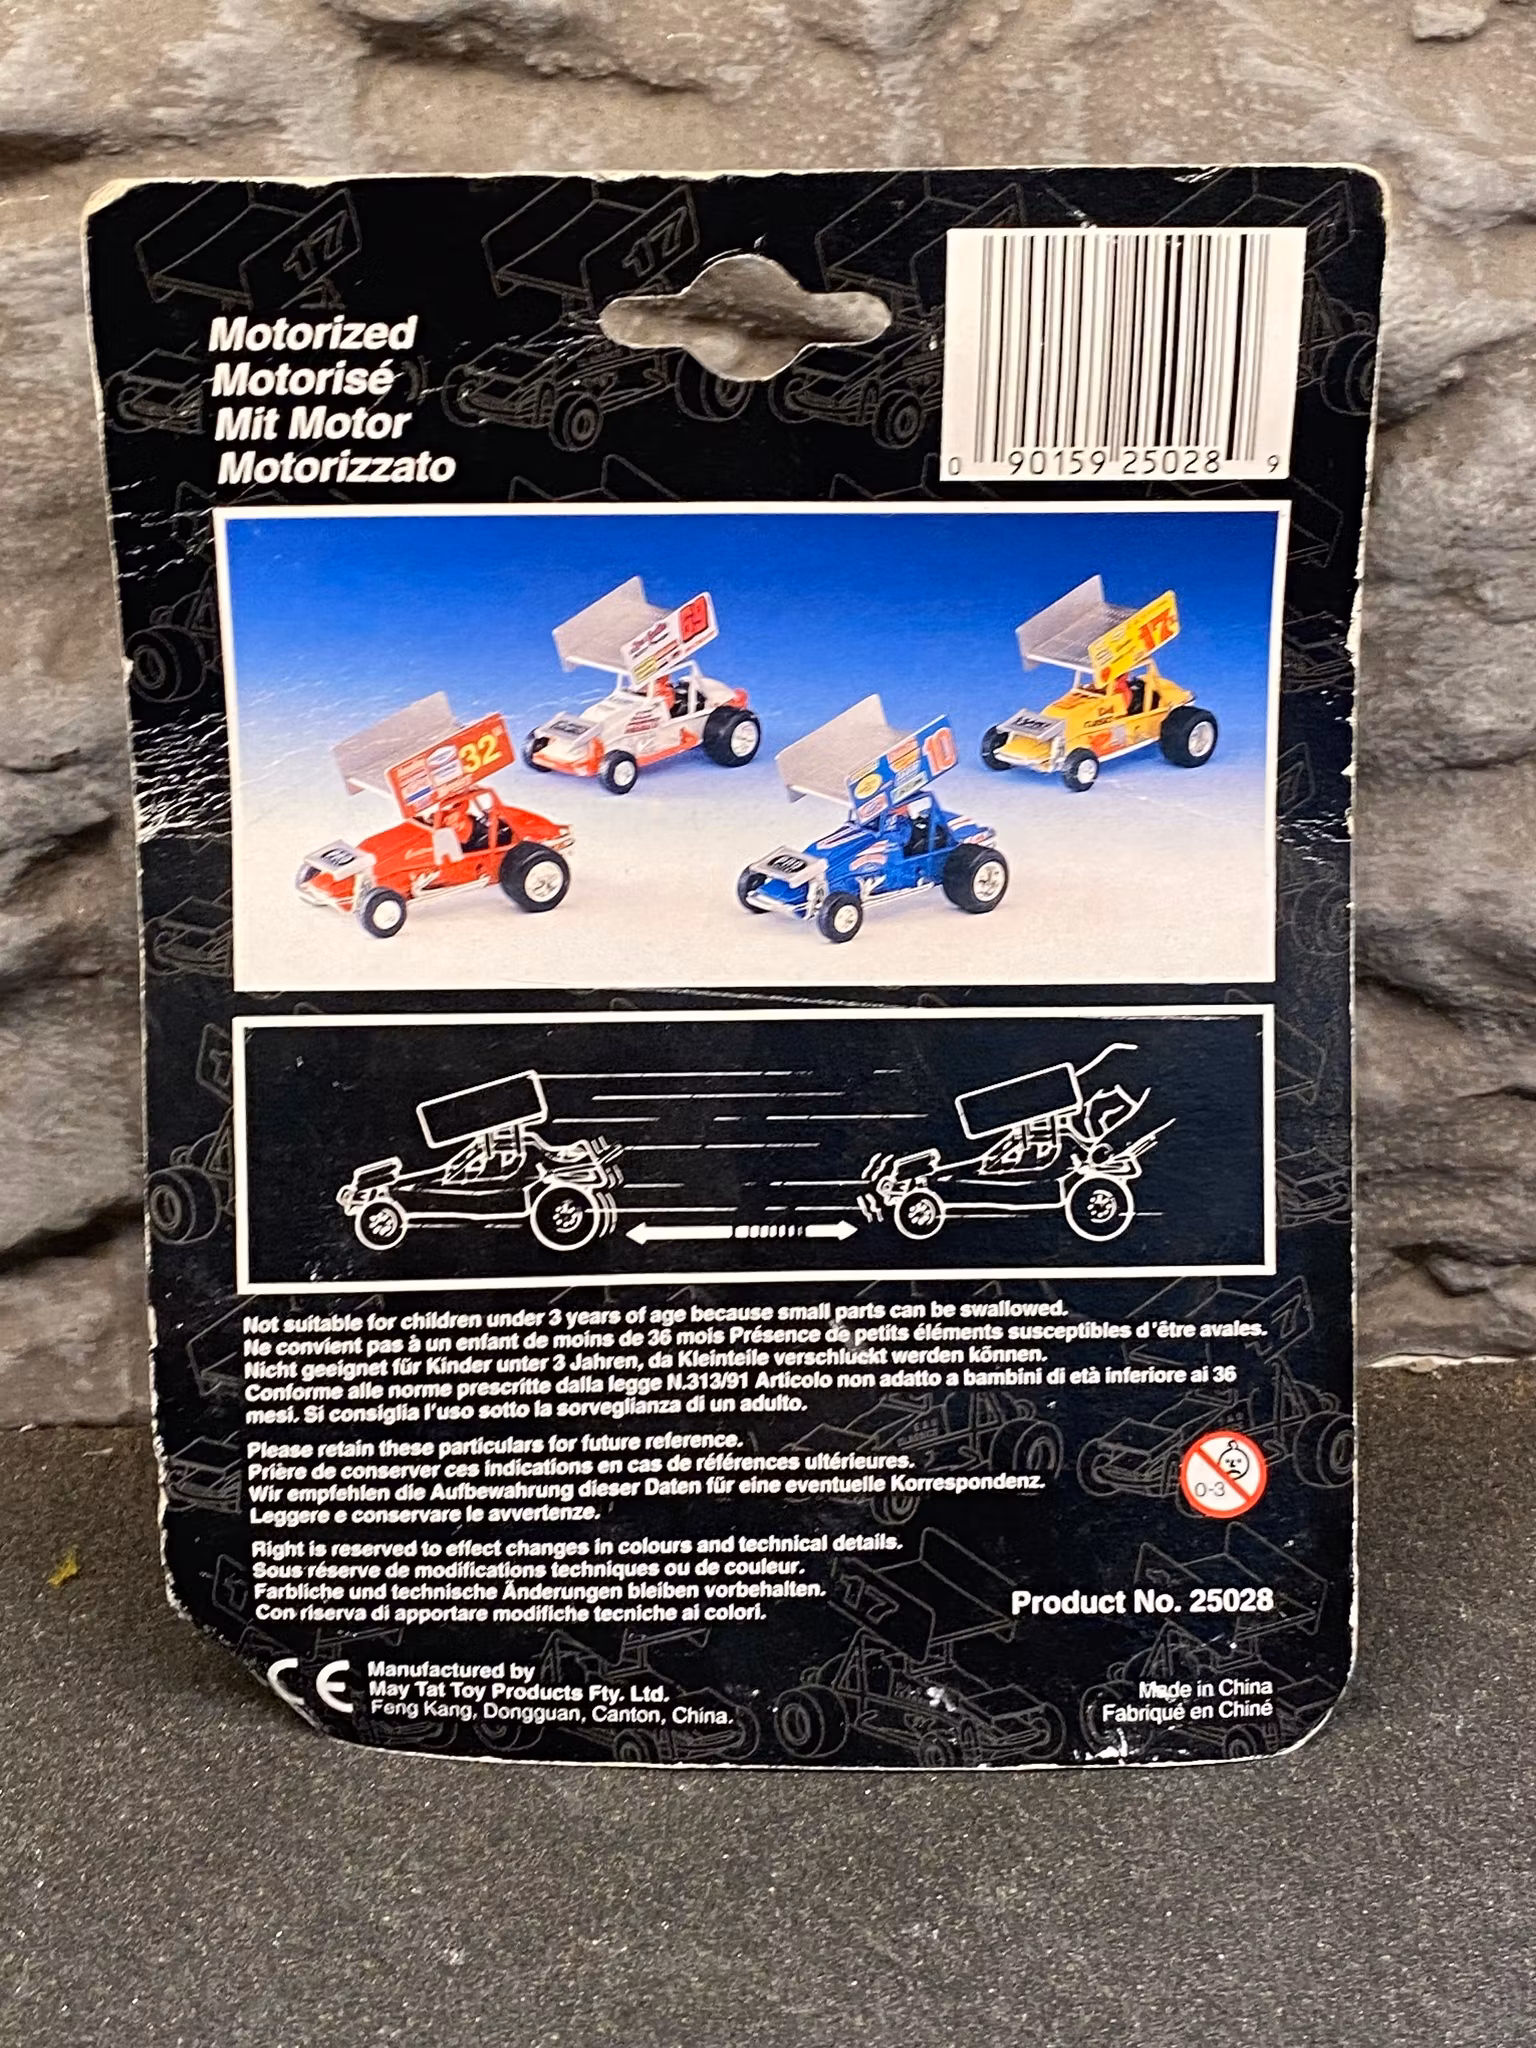 Motorized
Motorisé
Mit Motor
Motorizzato
0 90159 25028 9
69
17
32
10
Not suitable for children under 3 years of age because small parts can be swallowed.
Ne convient pas à un enfant de moins de 36 mois Présence de petits éléments susceptibles d'être avales.
Nicht geeignet für Kinder unter 3 Jahren, da Kleinteile verschluckt werden können.
Conforme alle norme prescritte dalla legge N.313/91 Articolo non adatto a bambini di età inferiore ai 36
mesi. Si consiglia l'uso sotto la sorveglianza di un adulto.
Please retain these particulars for future reference.
Prière de conserver ces indications en cas de références ultérieures.
Wir empfehlen die Aufbewahrung dieser Daten für eine eventuelle Korrespondenz.
Leggere e conservare le avvertenze.
0-3
Right is reserved to effect changes in colours and technical details.
Sous réserve de modifications techniques ou de couleur.
Farbliche und technische Änderungen bleiben vorbehalten.
Con riserva di apportare modifiche tecniche ai colori.
Product No. 25028
CE
Manufactured by
May Tat Toy Products Fty. Ltd.
Feng Kang, Dongguan, Canton, China.
Made in China
Fabriqué en Chiné